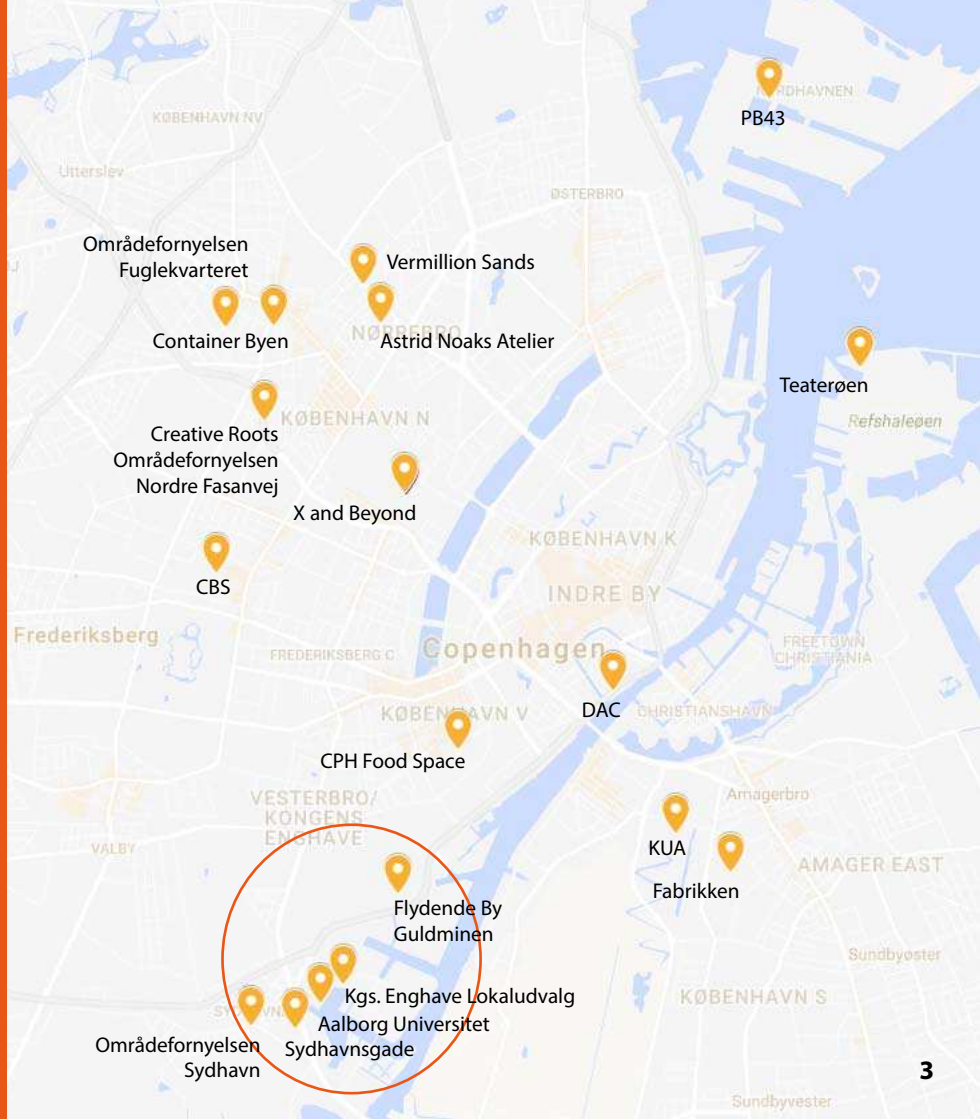 NORDHAVNEN
PB43
KØBENHAVN NV
Utterslev
ØSTERBRO
Områdefornyelsen
Fuglekvarteret
Vermillion Sands
Container Byen
NØRREBRO
Astrid Noaks Atelier
Teaterøen
Refshaleøen
KØBENHAVN N
Creative Roots
Områdefornyelsen
Nordre Fasanvej
X and Beyond
KØBENHAVN K
CBS
INDRE BY
Frederiksberg
FREDERIKSBERG C
Copenhagen
FREETOWN
CHRISTIANIA
DAC
CHRISTIANSHAVN
KØBENHAVN V
CPH Food Space
VESTERBRO/
KONGENS
ENGHAVE
Amagerbro
VALBY
KUA
AMAGER EAST
Fabrikken
Flydende By
Guldminen
Sundbyøster
Kgs. Enghave Lokaludvalg
KØBENHAVN S
Aalborg Universitet
Områdefornyelsen
Sydhavn
Sydhavnsgade
3
Sundbyvester